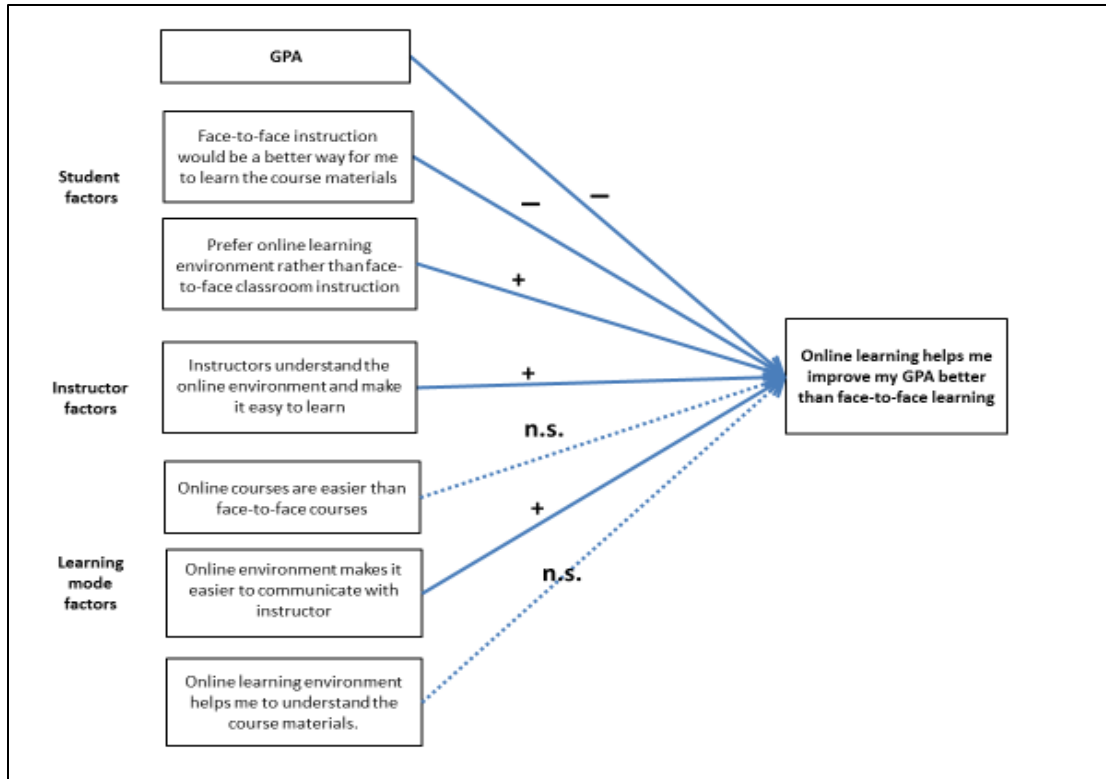 GPA
Face-to-face instruction
would be a better way for me
to learn the course materials
Student
factors
–
–
Prefer online learning
environment rather than face-
to-face classroom instruction
+
Online learning helps me
improve my GPA better
than face-to-face learning
Instructor
factors
Instructors understand the
online environment and make
it easy to learn
+
n.s.
Online courses are easier than
face-to-face courses
+
Learning
mode
factors
Online environment makes it
easier to communicate with
instructor
n.s.
Online learning environment
helps me to understand the
course materials.